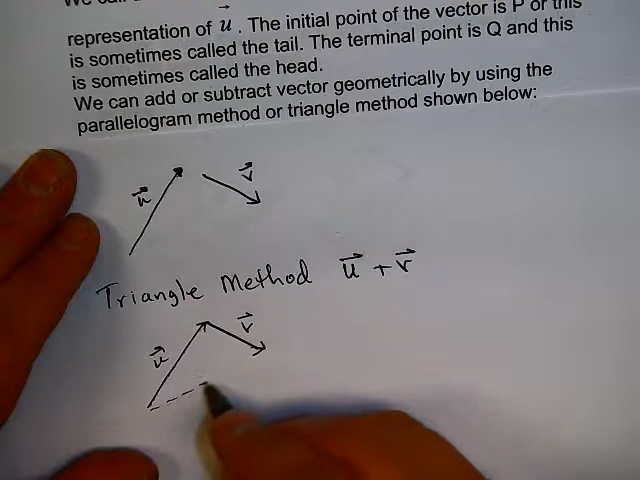 We call
representation of u⃗ . The initial point of the vector is P or this
is sometimes called the tail. The terminal point is Q and this
is sometimes called the head.
We can add or subtract vector geometrically by using the
parallelogram method or triangle method shown below:
u⃗ v⃗
Triangle Method u⃗ + v⃗
u⃗ v⃗